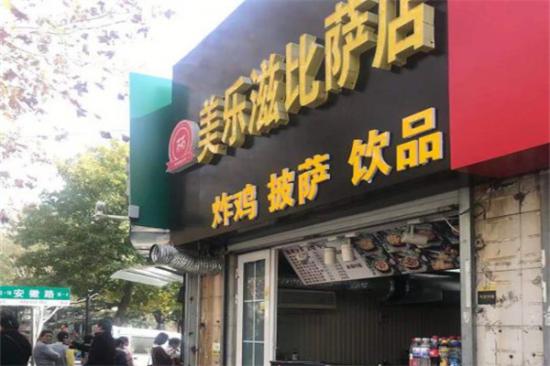 美乐滋比萨店
炸鸡 披萨 饮品
安徽路